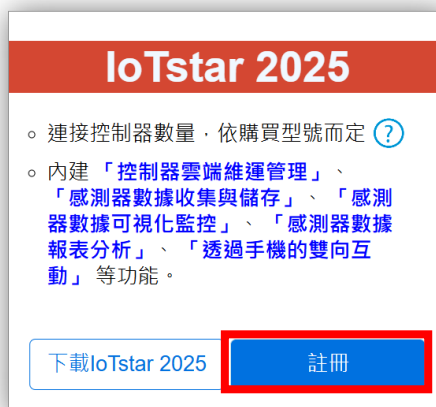 IoTstar 2025
連接控制器數量，依購買型號而定 ?
內建「控制器雲端維運管理」、
「感測器數據收集與儲存」、「感測
器數據可視化監控」、「感測器數據
報表分析」、「透過手機的雙向互
動」等功能。
下載IoTstar 2025
註冊